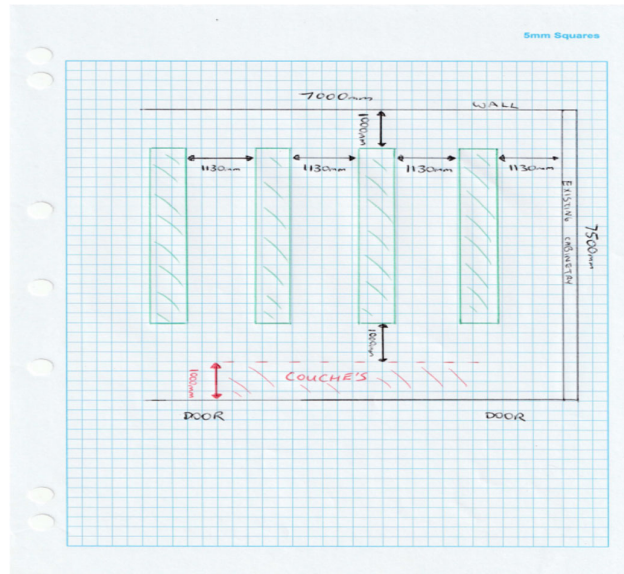 5mm Squares
7000mm
WALL
1000mm
1130mm 1130mm 1130mm 1130mm
EXISTING CABINETRY
7500mm
1000mm
1000mm
COUCHE'S
DOOR DOOR